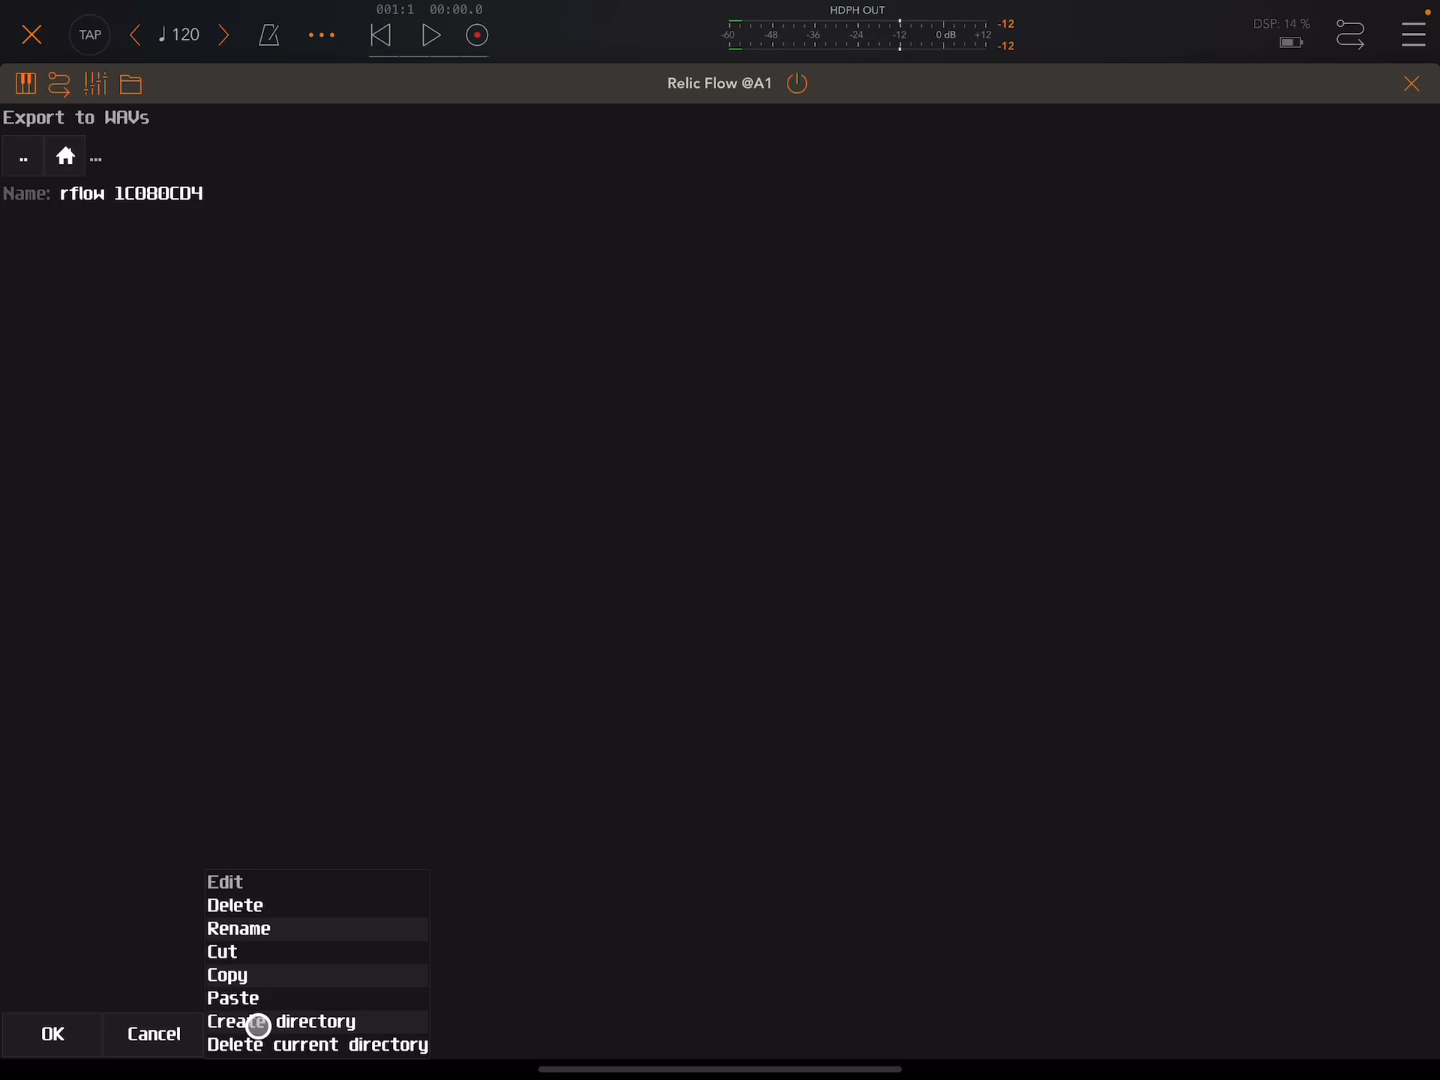 001:1 00:00.0
HDPH OUT
TAP
120
-60 -48 -36 -24 -12 0 dB +12
-12
-12
DSP: 14 %
Relic Flow @A1
Export to WAVs
.. ...
Name: rflow 1C080CD4
Edit
Delete
Rename
Cut
Copy
Paste
Create directory
Delete current directory
OK Cancel